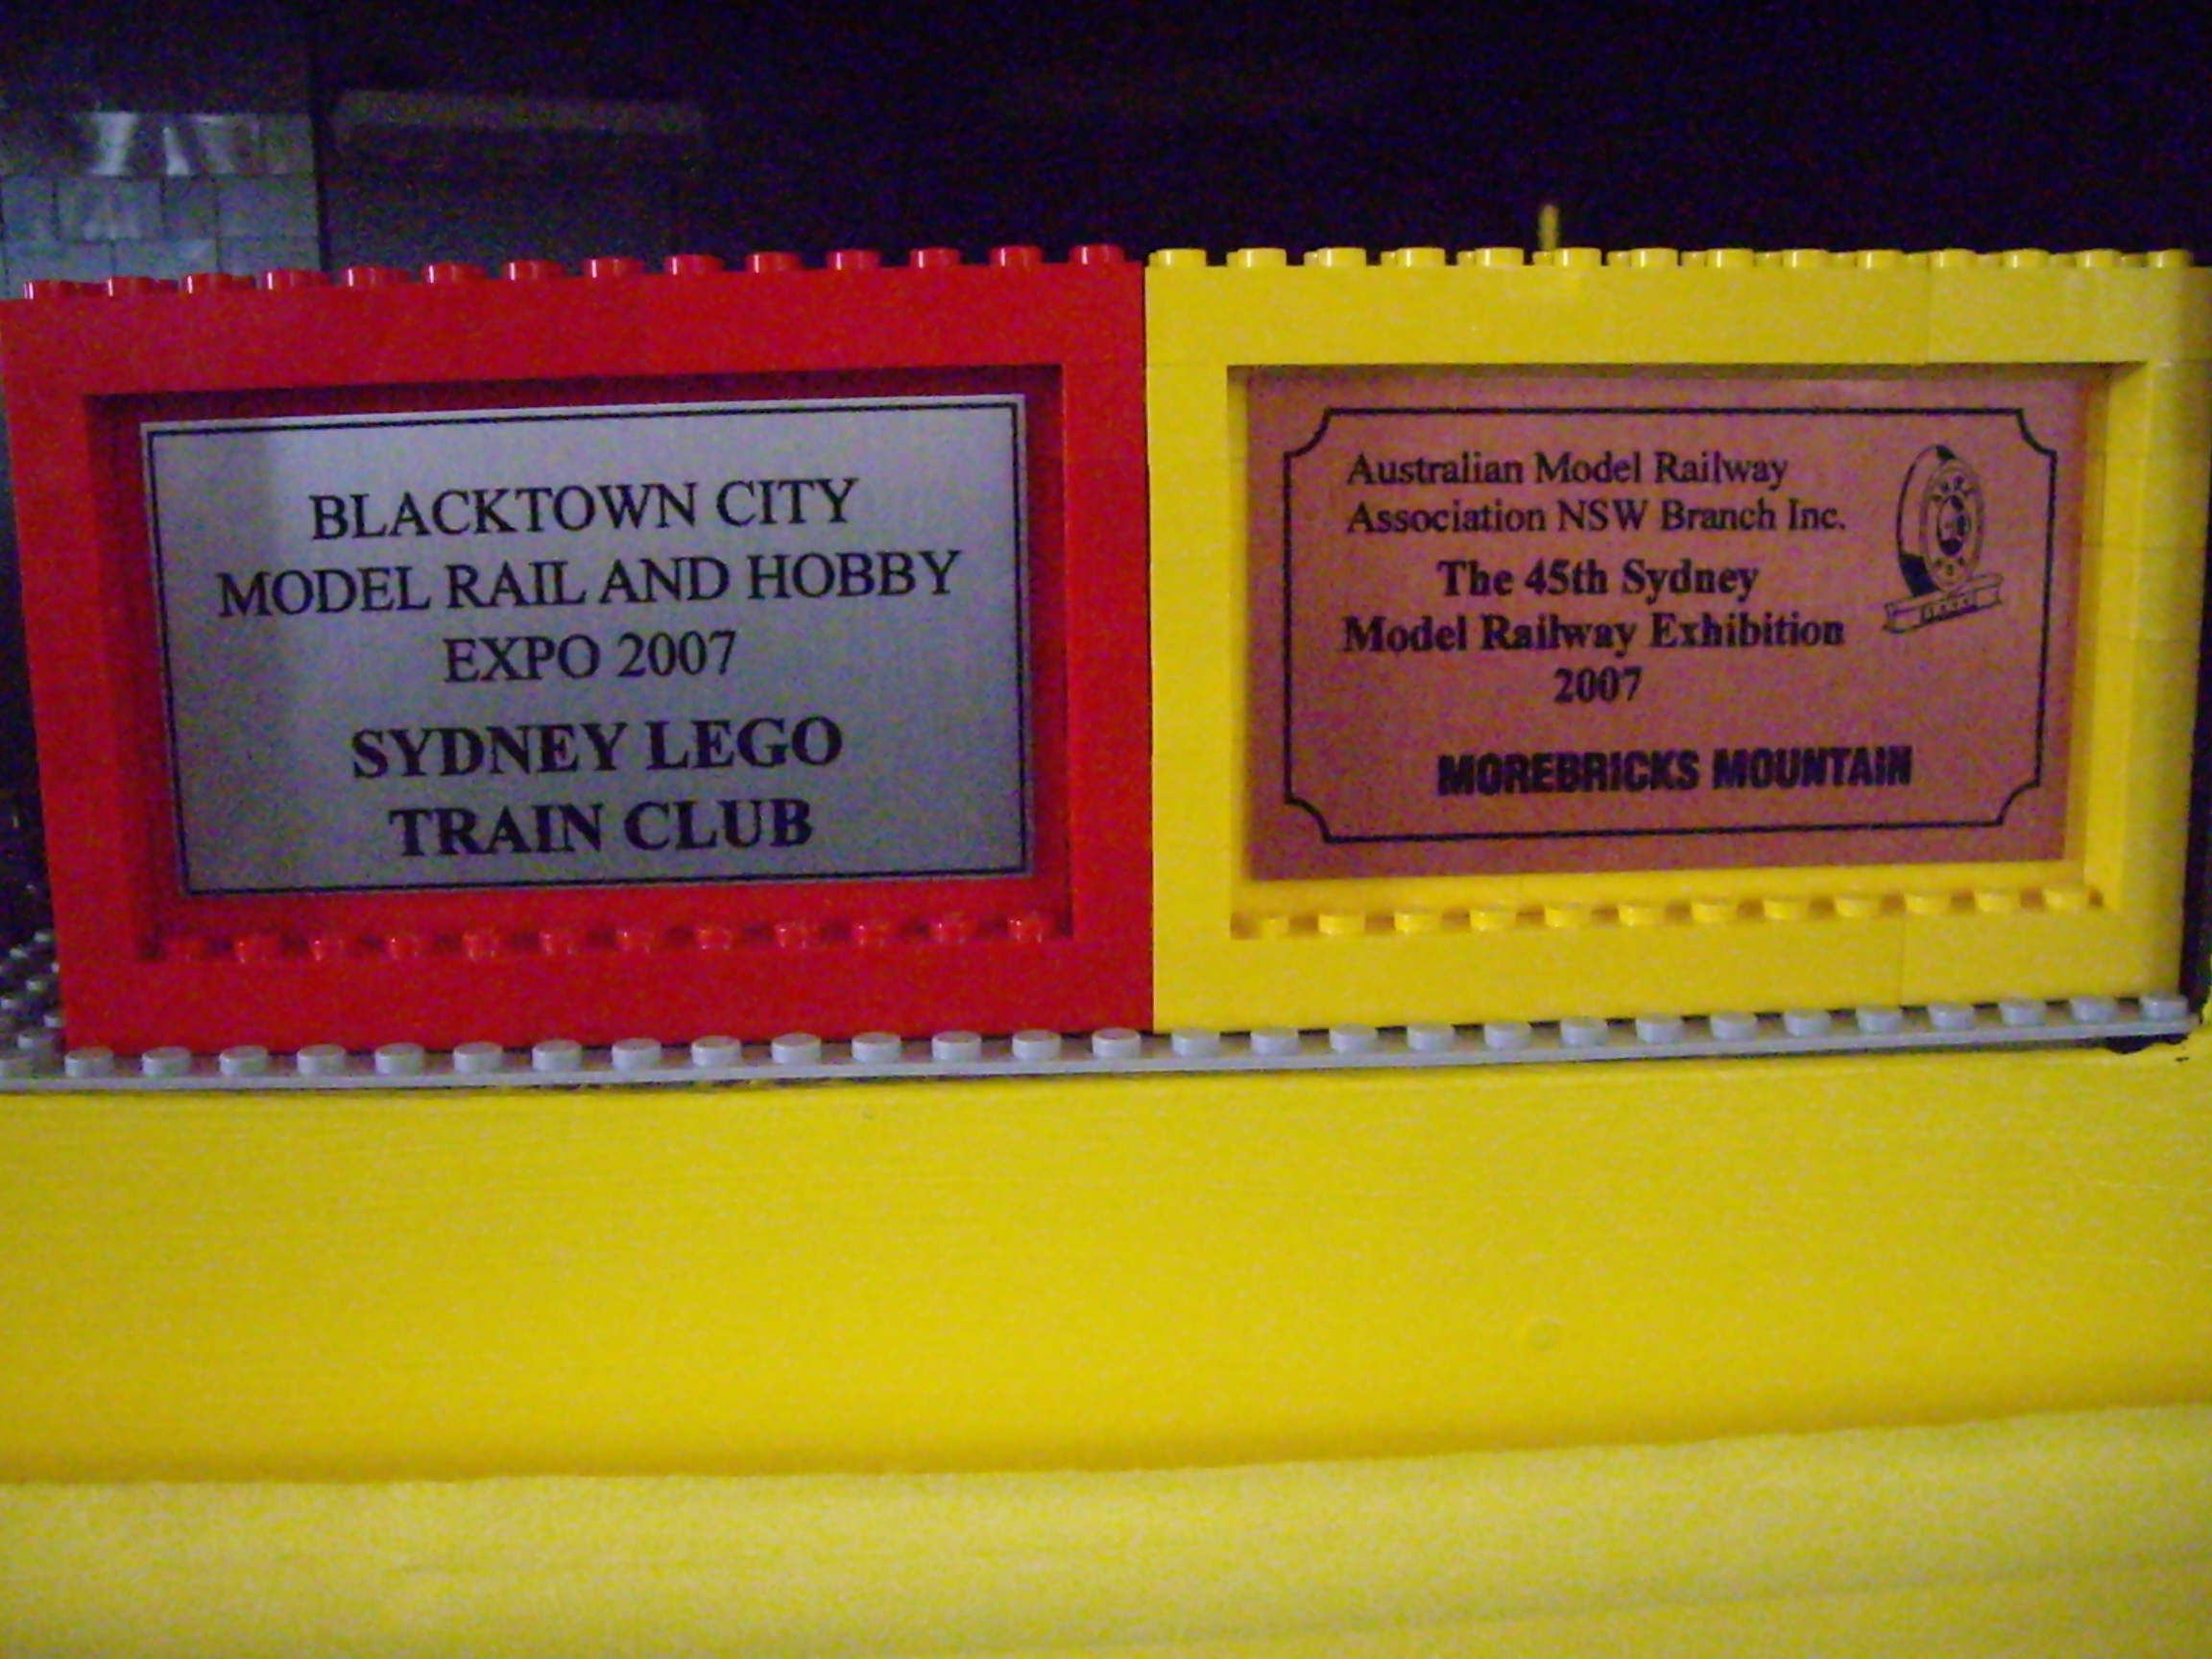 BLACKTOWN CITY
MODEL RAIL AND HOBBY
EXPO 2007
SYDNEY LEGO
TRAIN CLUB
Australian Model Railway
Association NSW Branch Inc.
The 45th Sydney
Model Railway Exhibition
2007
MOREBRICKS MOUNTAIN